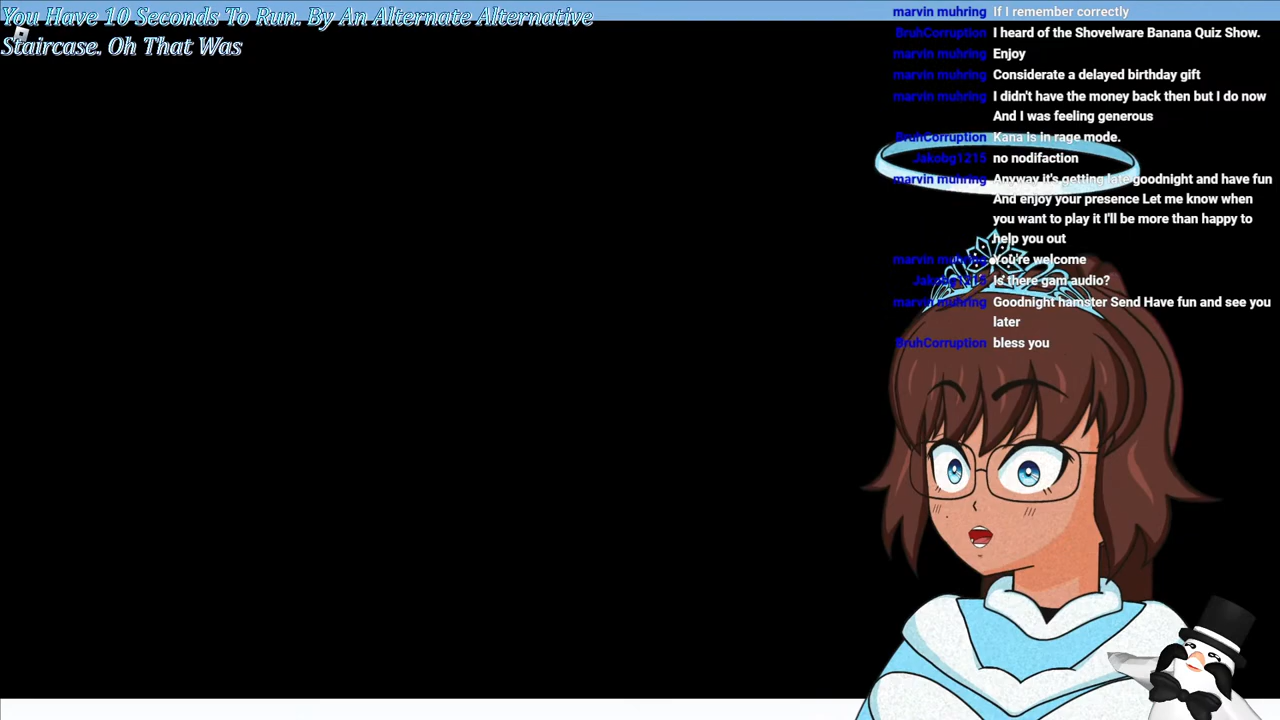 You Have 10 Seconds To Run. By An Alternate Alternative
Staircase. Oh That Was
marvin muhring If I remember correctly
BruhCorruption I heard of the Shovelware Banana Quiz Show.
marvin muhring Enjoy
marvin muhring Considerate a delayed birthday gift
marvin muhring I didn't have the money back then but I do now
And I was feeling generous
BruhCorruption Kana is in rage mode.
Jakobg1215 no nodifaction
marvin muhring Anyway it's getting late goodnight and have fun
And enjoy your presence Let me know when
you want to play it I'll be more than happy to
help you out
marvin muhring You're welcome
Jakobg1215 Is there gam audio?
marvin muhring Goodnight hamster Send Have fun and see you
later
BruhCorruption bless you